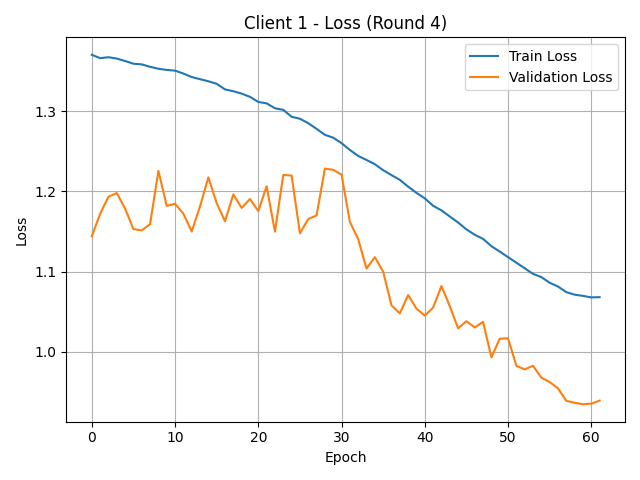 Client 1 - Loss (Round 4)
Train Loss
Validation Loss
1.3
1.2
1.1
1.0
Loss
0 10 20 30 40 50 60
Epoch